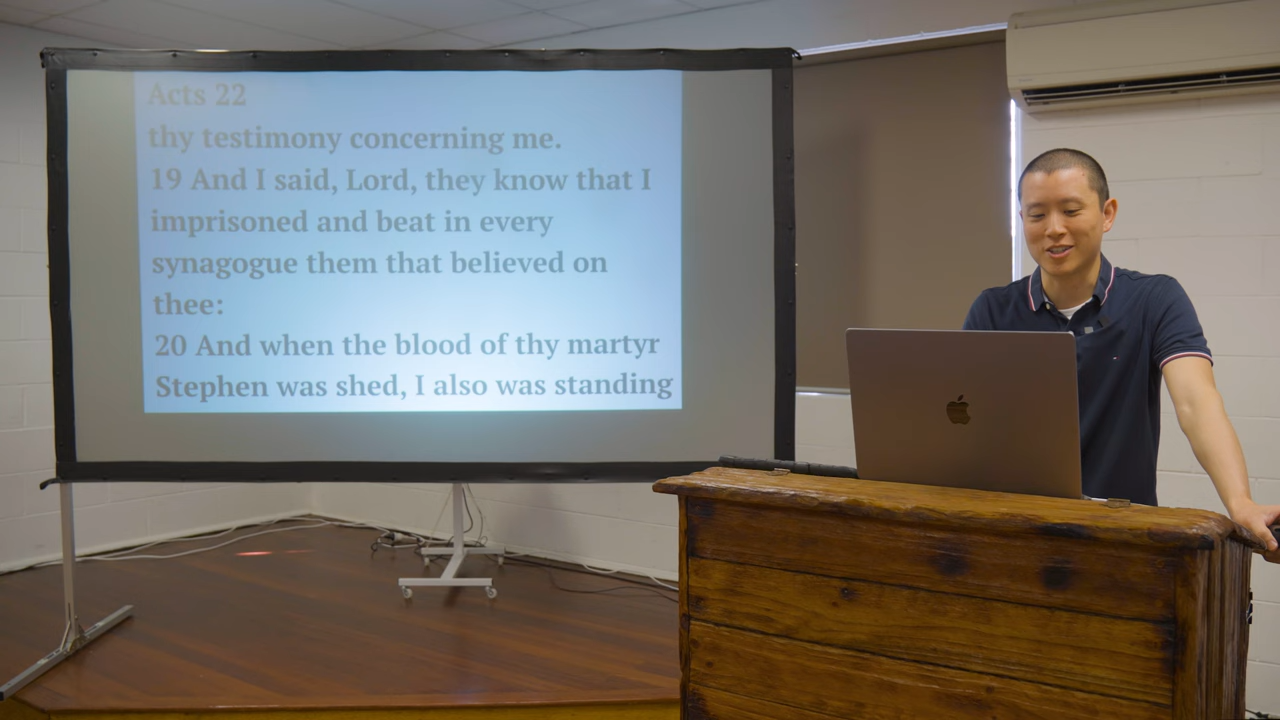 Acts 22
thy testimony concerning me.
19 And I said, Lord, they know that I
imprisoned and beat in every
synagogue them that believed on
thee:
20 And when the blood of thy martyr
Stephen was shed, I also was standing